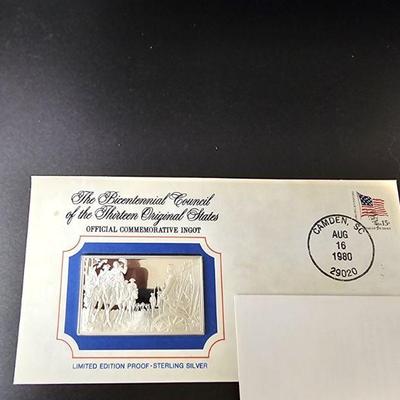 The Bicentennial Council
of the Thirteen Original States
OFFICIAL COMMEMORATIVE INGOT
LIMITED EDITION PROOF · STERLING SILVER
CAMDEN, SC
AUG
16
1980
29020
15c